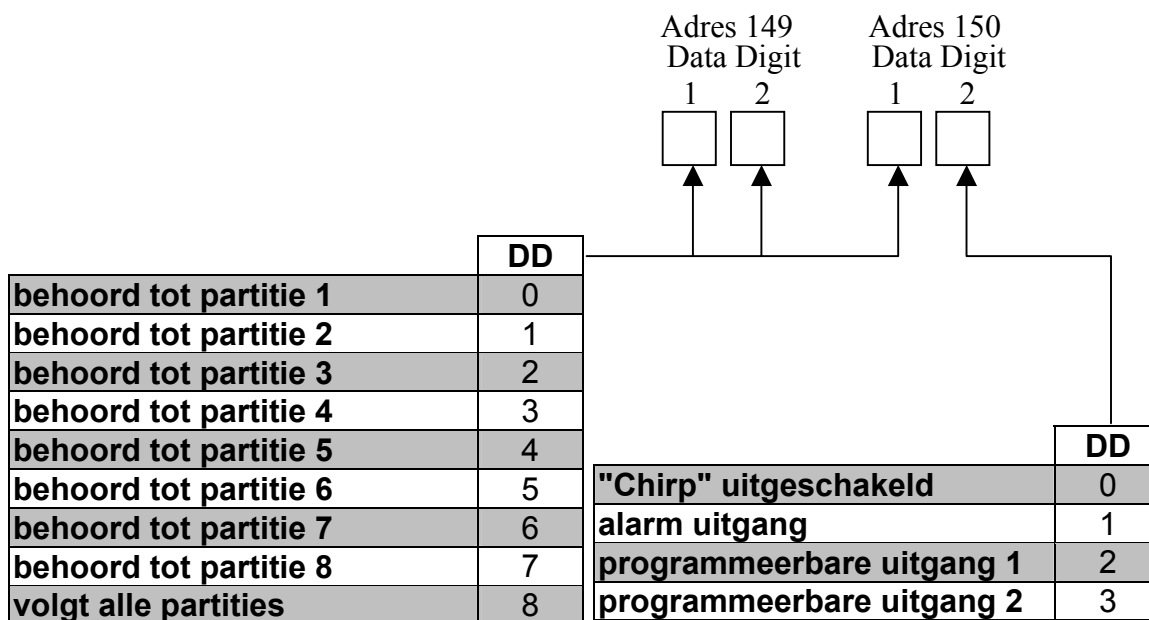 Adres 149 Adres 150
Data Digit Data Digit
1 2 1 2
DD
behoord tot partitie 1 0
behoord tot partitie 2 1
behoord tot partitie 3 2
behoord tot partitie 4 3
behoord tot partitie 5 4
behoord tot partitie 6 5
behoord tot partitie 7 6
behoord tot partitie 8 7
volgt alle partities 8
DD
"Chirp" uitgeschakeld 0
alarm uitgang 1
programmeerbare uitgang 1 2
programmeerbare uitgang 2 3